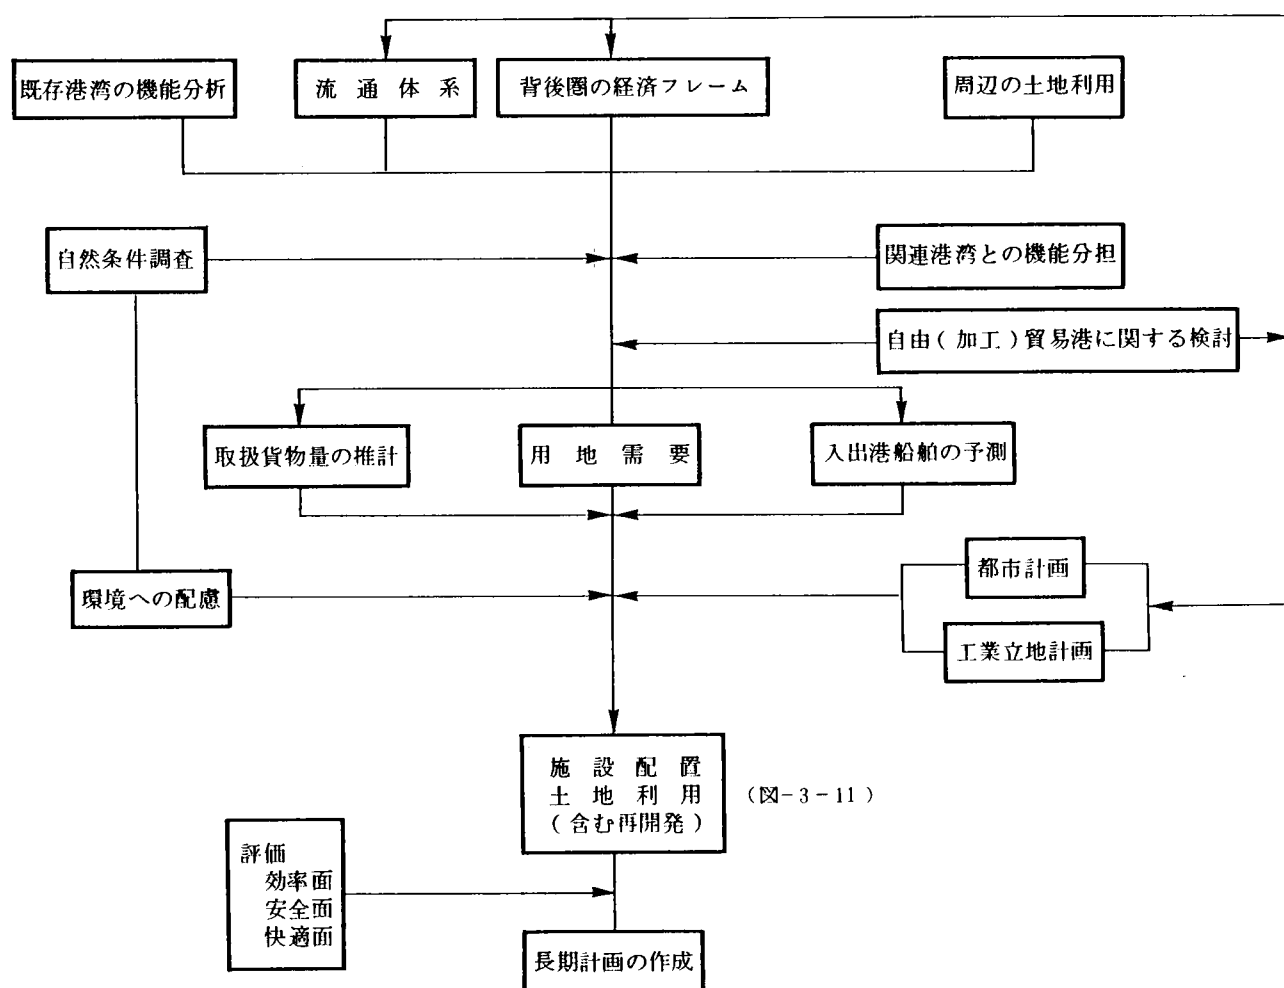 既存港湾の機能分析
流通体系
背後圏の経済フレーム
周辺の土地利用
自然条件調査
関連港湾との機能分担
自由(加工)貿易港に関する検討
取扱貨物量の推計
用地需要
入出港船舶の予測
都市計画
環境への配慮
工業立地計画
施設配置
土地利用
(含む再開発)
(図-3-11)
評価
効率面
安全面
快適面
長期計画の作成